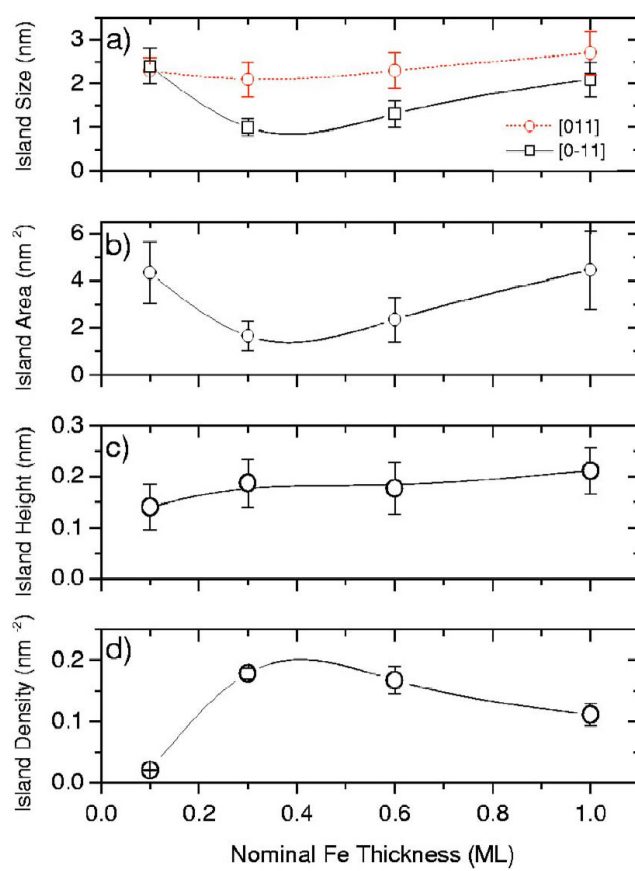 a)
Island Size (nm)
3
2
1
0
[011]
[0-11]
b)
Island Area (nm²)
6
4
2
0
c)
Island Height (nm)
0.3
0.2
0.1
0.0
d)
Island Density (nm⁻²)
0.2
0.1
0.0
0.0 0.2 0.4 0.6 0.8 1.0
Nominal Fe Thickness (ML)